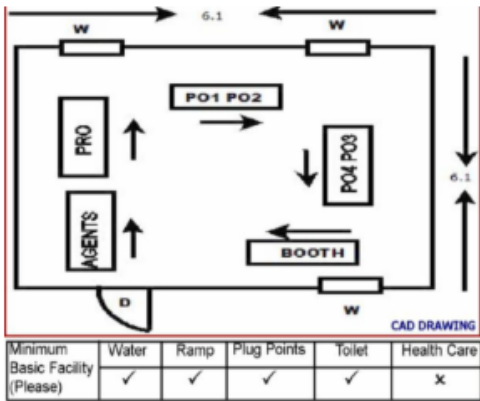 6.1
W
W
PO1 PO2
PRO
PO4 PO3
6.1
AGENTS
BOOTH
D
W
CAD DRAWING
Minimum Basic Facility (Please) Water Ramp Plug Points Toilet Health Care
✓ ✓ ✓ ✓ x